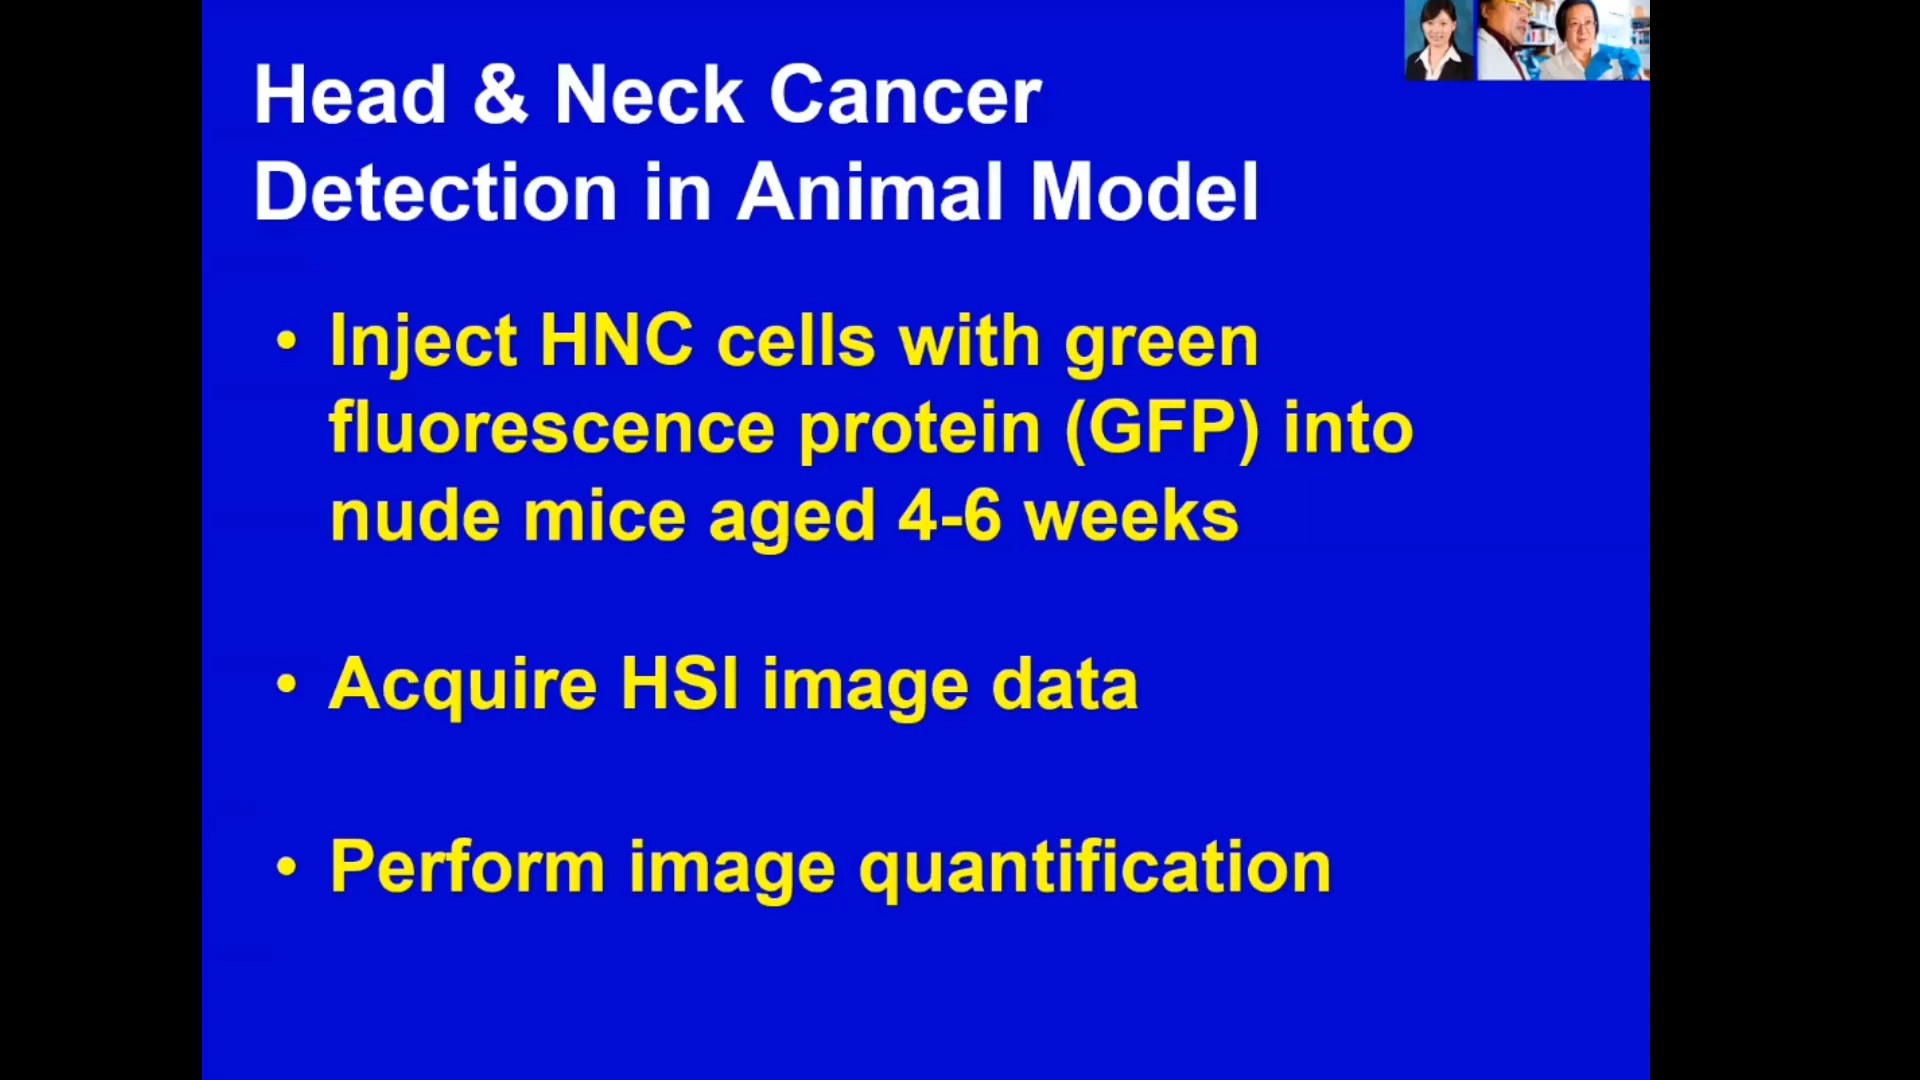 Head & Neck Cancer
Detection in Animal Model
• Inject HNC cells with green
fluorescence protein (GFP) into
nude mice aged 4-6 weeks
• Acquire HSI image data
• Perform image quantification